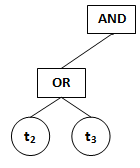 AND
OR
t₂ t₃